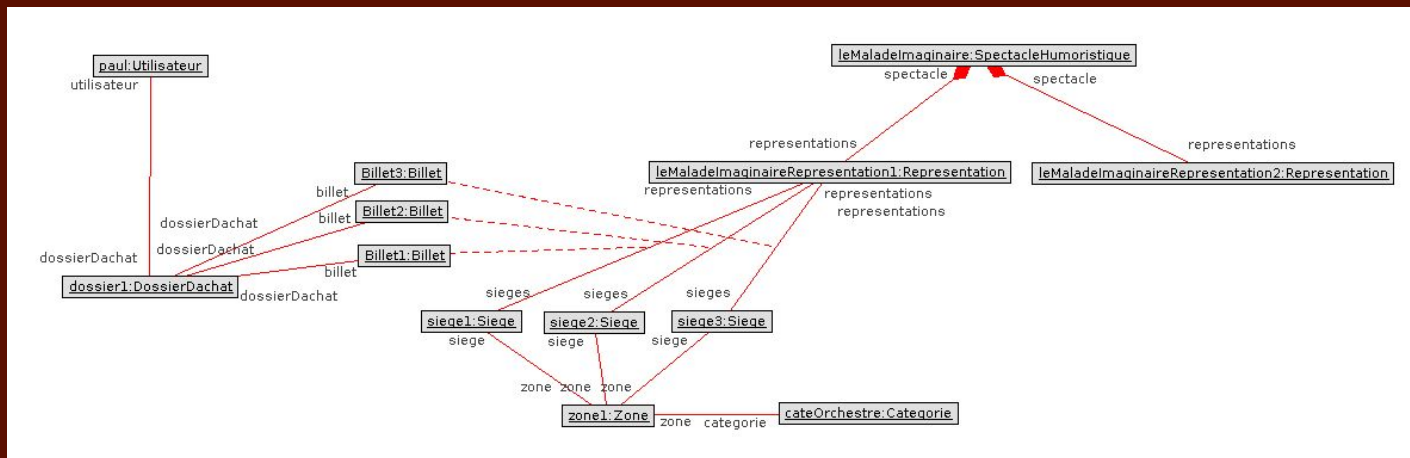 leMaladeImaginaire:SpectacleHumoristique
paul:Utilisateur
spectacle
spectacle
utilisateur
representations
representations
Billet3:Billet
leMaladeImaginaireRepresentation1:Representation
leMaladeImaginaireRepresentation2:Representation
billet
representations
representations
Billet2:Billet
representations
billet
dossierDachat
dossierDachat
Billet1:Billet
dossierDachat
billet
dossier1:DossierDachat
dossierDachat
sieges
sieges
sieges
siege1:Siege
siege2:Siege
siege3:Siege
siege
siege
siege
zone
zone
zone
zone1:Zone
cateOrchestre:Categorie
zone
categorie